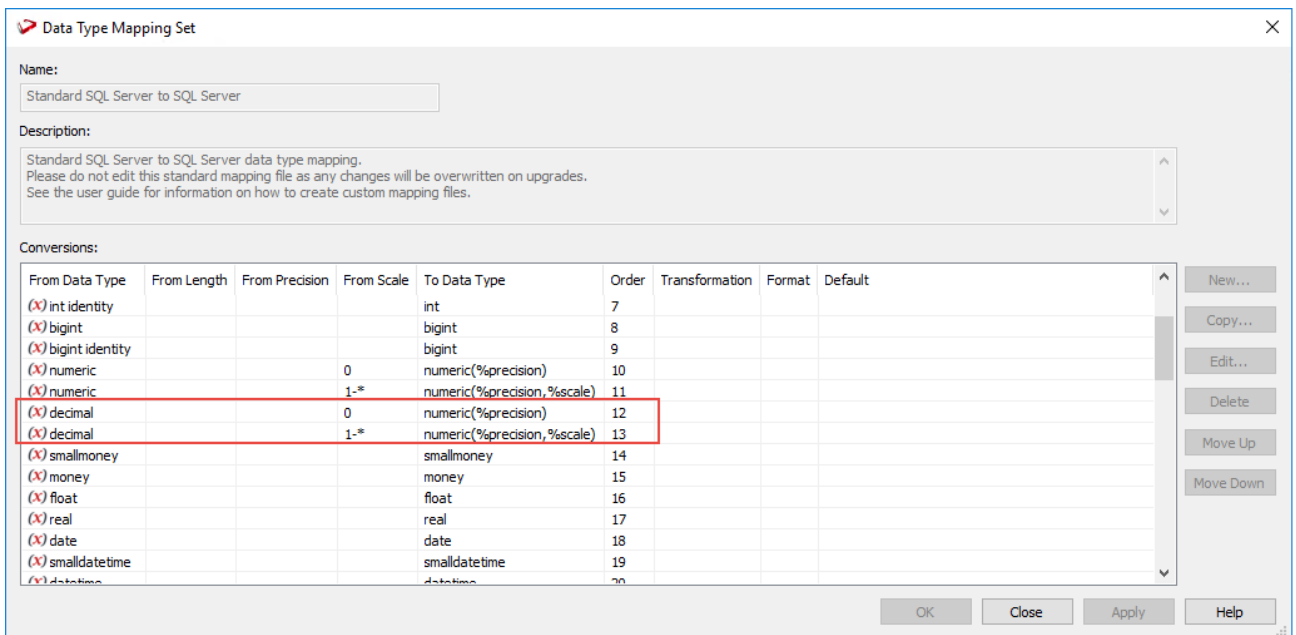 Data Type Mapping Set
Name:
Standard SQL Server to SQL Server
Description:
Standard SQL Server to SQL Server data type mapping.
Please do not edit this standard mapping file as any changes will be overwritten on upgrades.
See the user guide for information on how to create custom mapping files.
Conversions:
From Data Type From Length From Precision From Scale To Data Type Order Transformation Format Default
(x) int identity int 7
(x) bigint bigint 8
(x) bigint identity bigint 9
(x) numeric 0 numeric(%precision) 10
(x) numeric 1-* numeric(%precision,%scale) 11
(x) decimal 0 numeric(%precision) 12
(x) decimal 1-* numeric(%precision,%scale) 13
(x) smallmoney smallmoney 14
(x) money money 15
(x) float float 16
(x) real real 17
(x) date date 18
(x) smalldatetime smalldatetime 19
(x) datetime datetime 20
New...
Copy...
Edit...
Delete
Move Up
Move Down
OK Close Apply Help